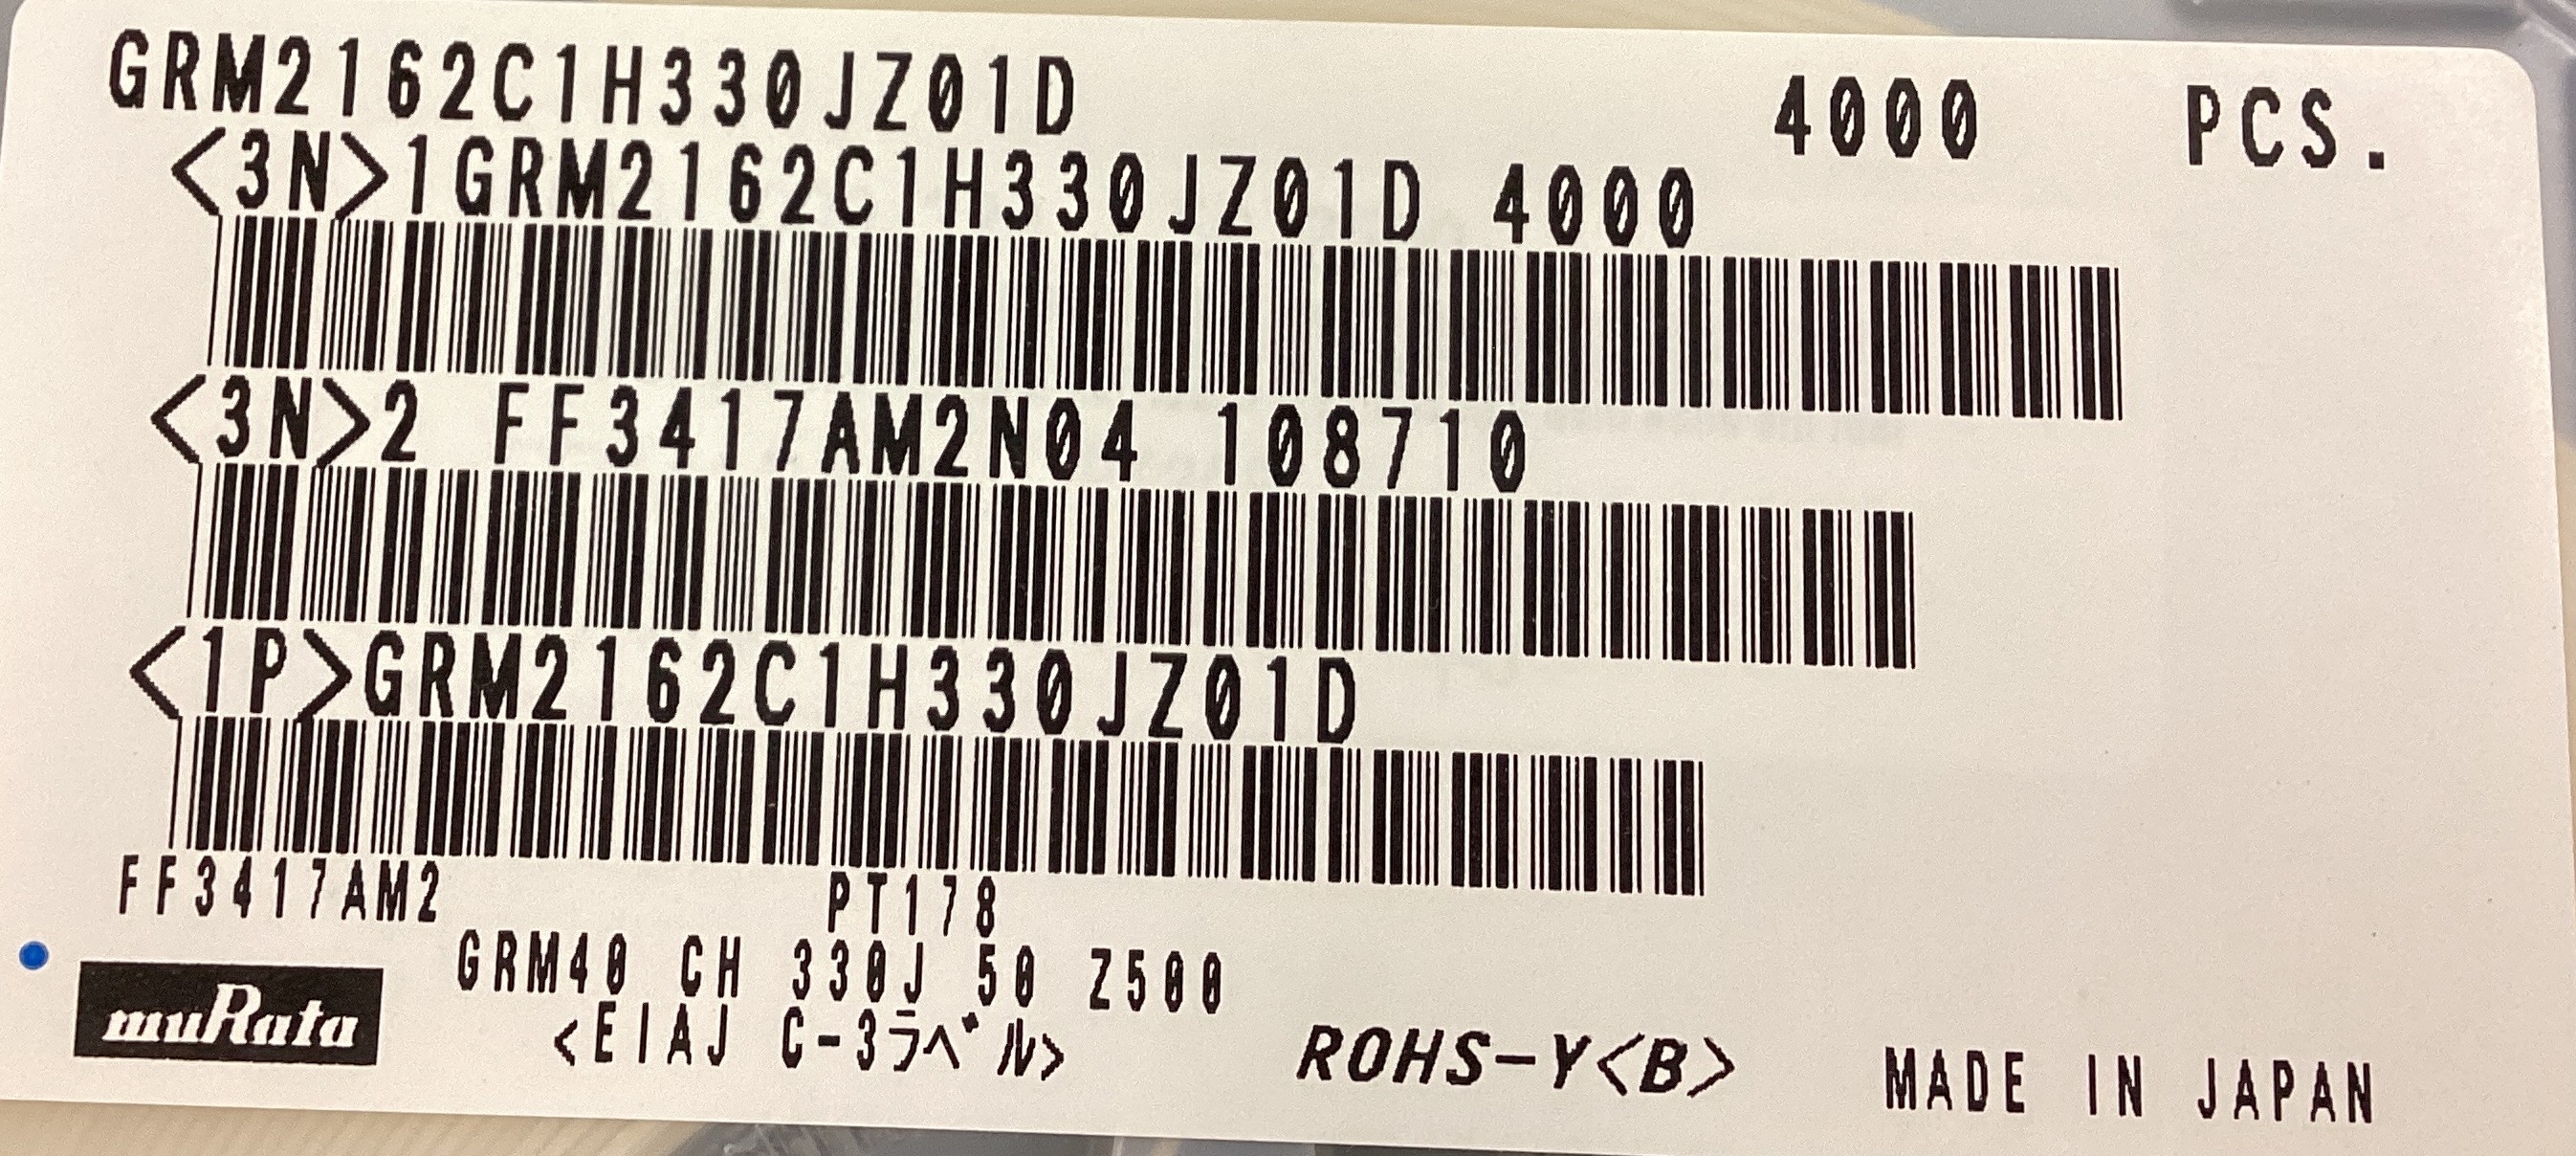 GRM2162C1H330JZ01D 4000 PCS.
<3N>1GRM2162C1H330JZ01D 4000
<3N>2 FF3417AM2N04 108710
<1P>GRM2162C1H330JZ01D
FF3417AM2 PT178
GRM40 CH 330J 50 Z500
muRata <EIAJ C-3ラベル> ROHS-Y<B> MADE IN JAPAN